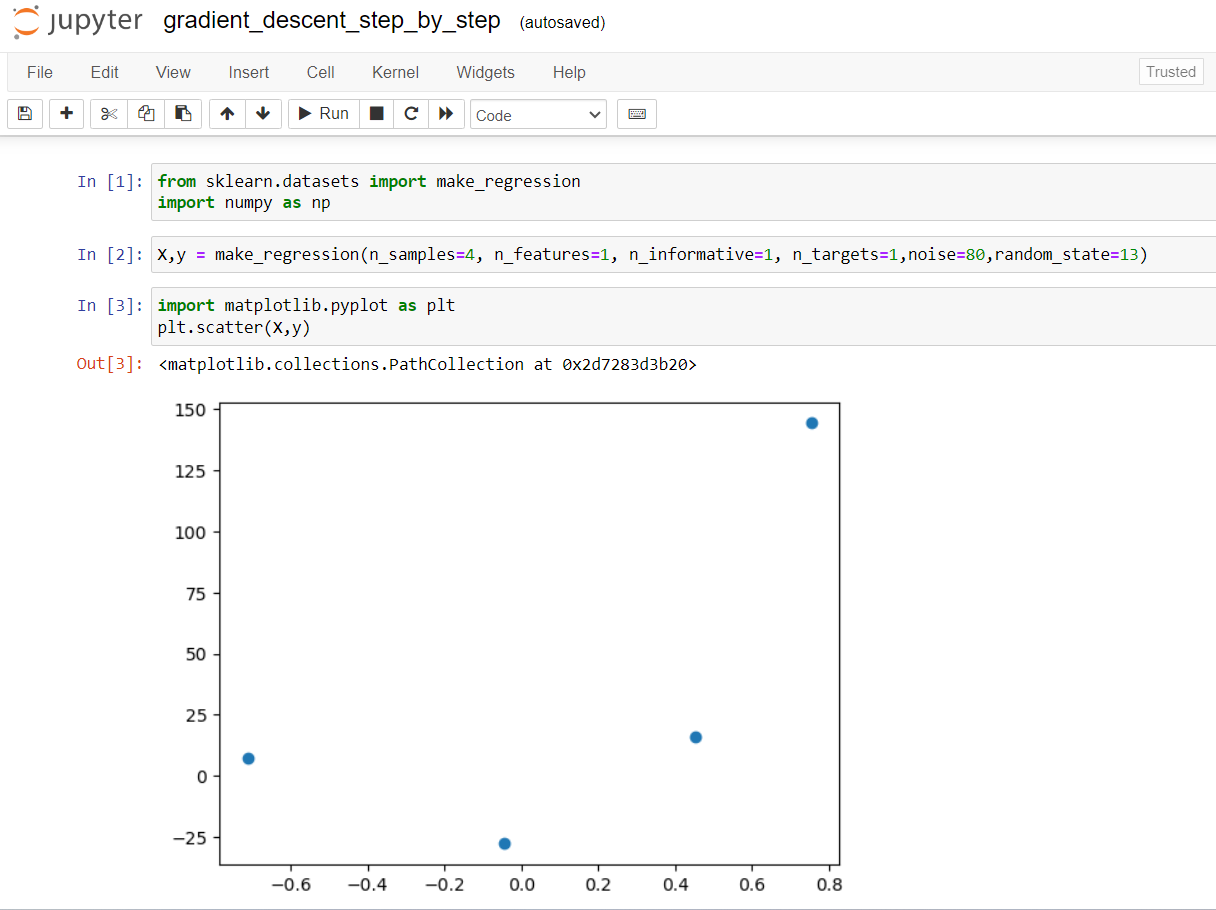 jupyter gradient_descent_step_by_step (autosaved)
File Edit View Insert Cell Kernel Widgets Help Trusted
Run Code
In [1]: from sklearn.datasets import make_regression
import numpy as np
In [2]: X,y = make_regression(n_samples=4, n_features=1, n_informative=1, n_targets=1,noise=80,random_state=13)
In [3]: import matplotlib.pyplot as plt
plt.scatter(X,y)
Out[3]: <matplotlib.collections.PathCollection at 0x2d7283d3b20>
150
125
100
75
50
25
0
−25
−0.6 −0.4 −0.2 0.0 0.2 0.4 0.6 0.8